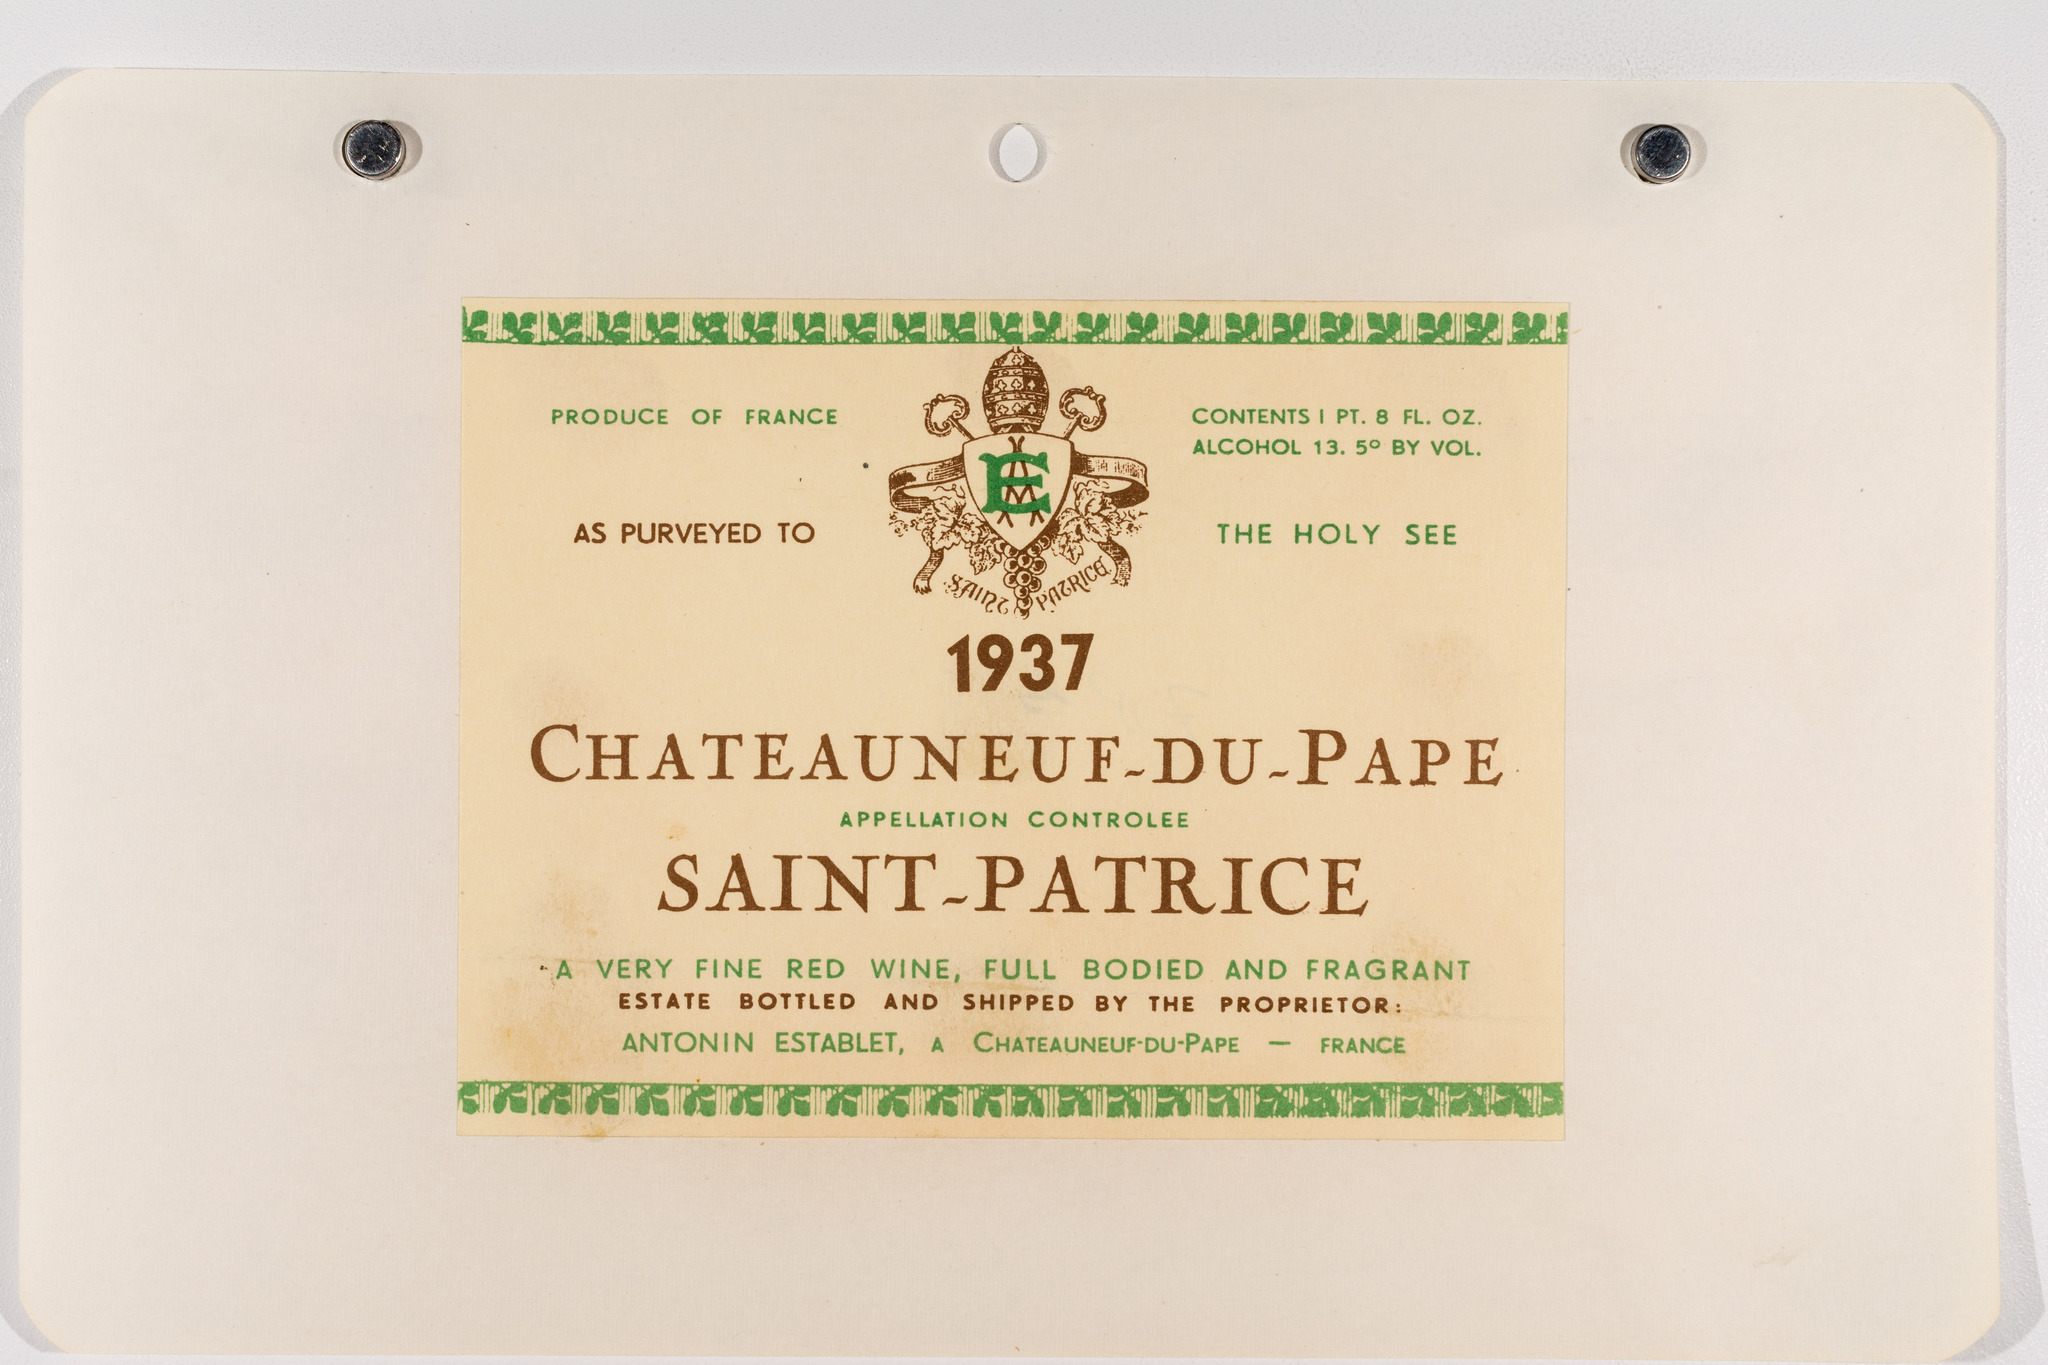 PRODUCE OF FRANCE
CONTENTS 1 PT. 8 FL. OZ.
ALCOHOL 13. 5° BY VOL.
E
AS PURVEYED TO
THE HOLY SEE
SAINT PATRICE
1937
CHATEAUNEUF-DU-PAPE
APPELLATION CONTROLEE
SAINT-PATRICE
A VERY FINE RED WINE, FULL BODIED AND FRAGRANT
ESTATE BOTTLED AND SHIPPED BY THE PROPRIETOR:
ANTONIN ESTABLET, A CHATEAUNEUF-DU-PAPE — FRANCE